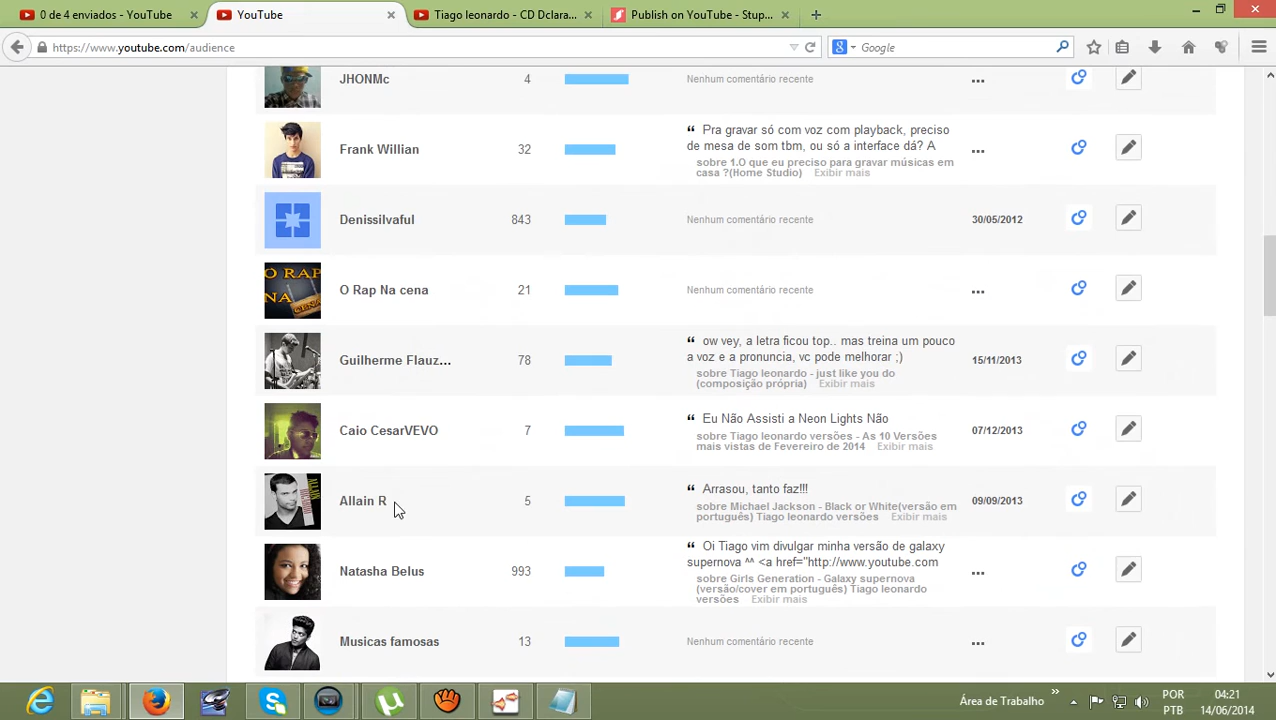 0 de enviados - YouTube
YouTube
Tiago leonardo - CD Dclara...
Publish on YouTube - Stup...
https://www.youtube.com/audience
Google
JHONMc 4 Nenhum comentário recente ...
Frank Willian 32 “ Pra gravar só com voz com playback, preciso
de mesa de som tbm, ou só a interface dá? A ...
sobre 1.O que eu preciso para gravar músicas em
casa ?(Home Studio) Exibir mais
Denissilvaful 843 Nenhum comentário recente 30/05/2012
O RAP
NA
CENA
O Rap Na cena 21 Nenhum comentário recente ...
Guilherme Flauz... 78 “ ow vey, a letra ficou top.. mas treina um pouco
a voz e a pronuncia, vc pode melhorar ;) 15/11/2013
sobre Tiago leonardo - just like you do
(composição própria) Exibir mais
Caio CesarVEVO 7 “ Eu Não Assisti a Neon Lights Não 07/12/2013
sobre Tiago leonardo versões - As 10 Versões
mais vistas de Fevereiro de 2014 Exibir mais
Allain R 5 “ Arrasou, tanto faz!!! 09/09/2013
sobre Michael Jackson - Black or White(versão em
português) Tiago leonardo versões Exibir mais
Natasha Belus 993 “ Oi Tiago vim divulgar minha versão de galaxy
supernova ^^ <a href="http://www.youtube.com ...
sobre Girls Generation - Galaxy supernova
(versão/cover em português) Tiago leonardo
versões Exibir mais
Musicas famosas 13 Nenhum comentário recente ...
Área de Trabalho
POR
PTB
04:21
14/06/2014